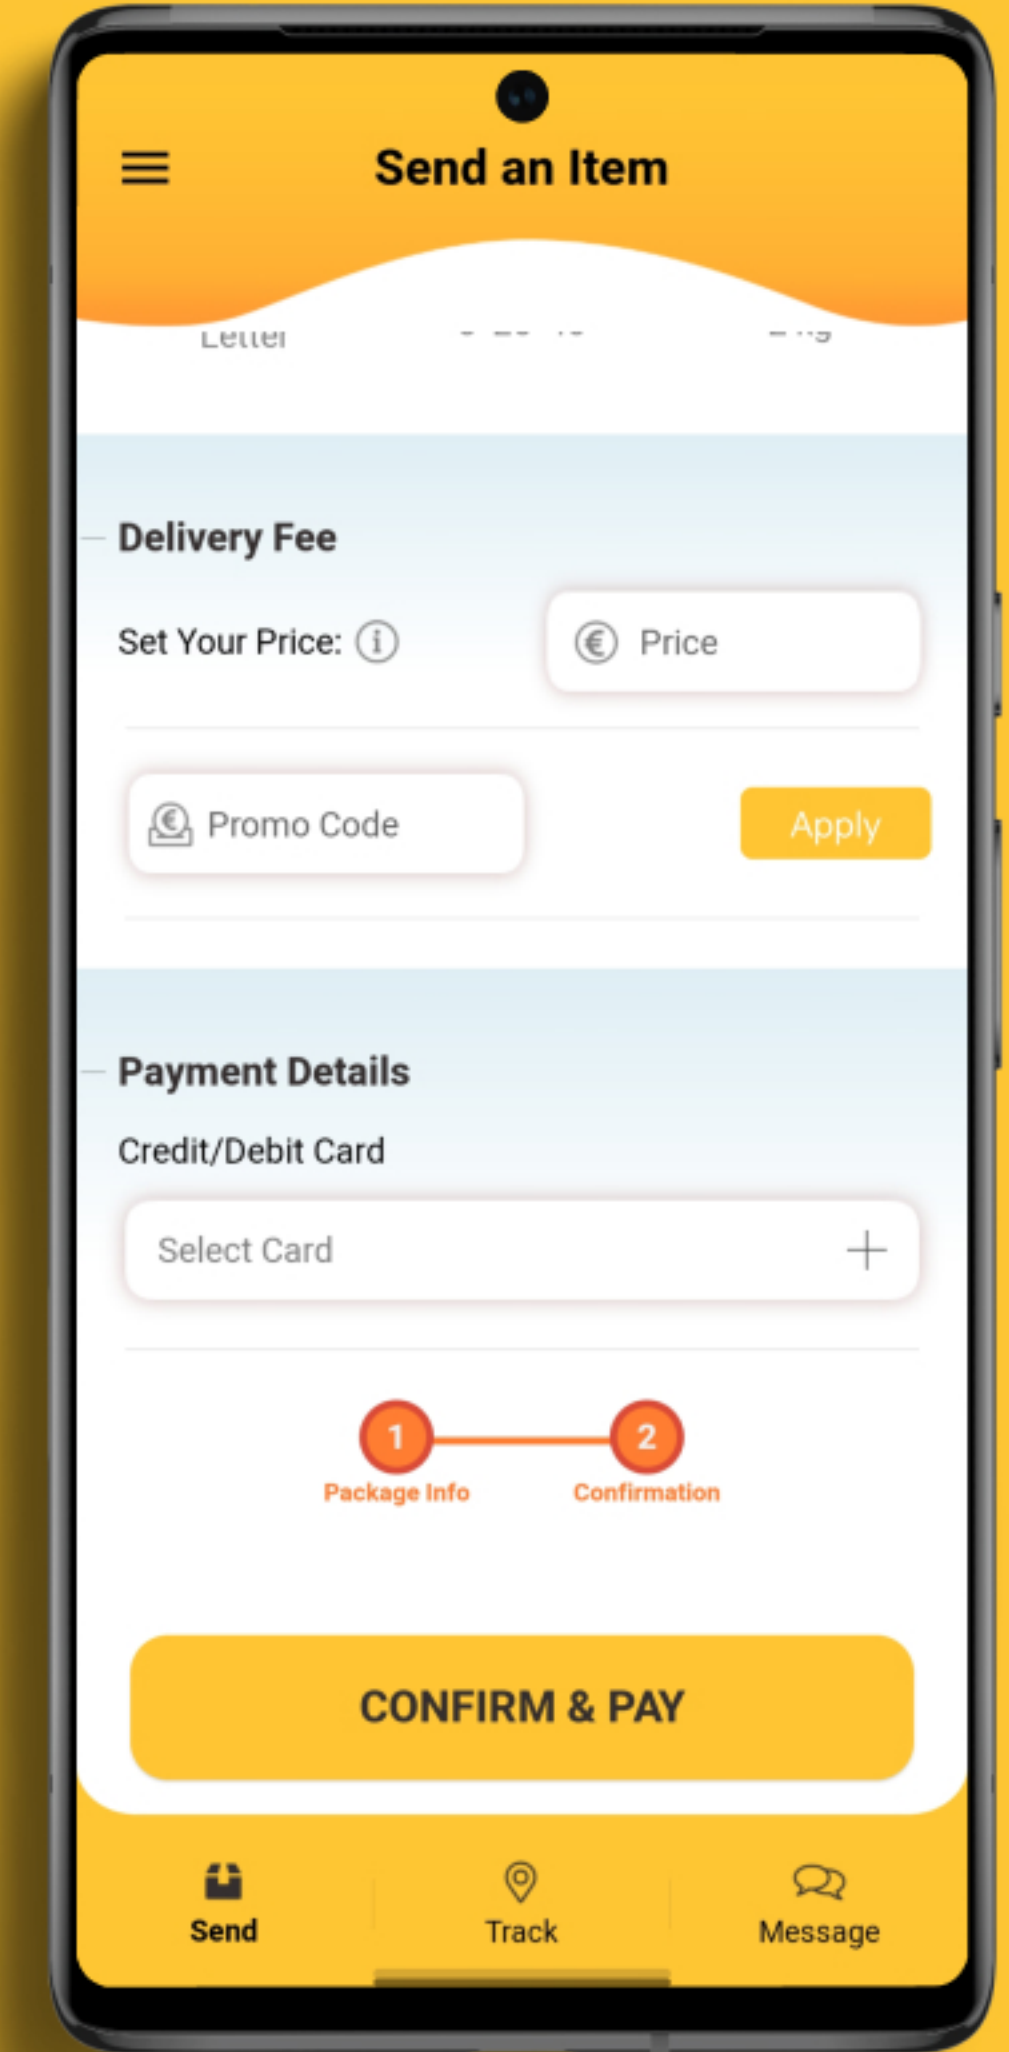 Send an Item
Letter
Delivery Fee
Set Your Price:
€ Price
€ Promo Code
Apply
Payment Details
Credit/Debit Card
Select Card
1 2
Package Info Confirmation
CONFIRM & PAY
Send Track Message